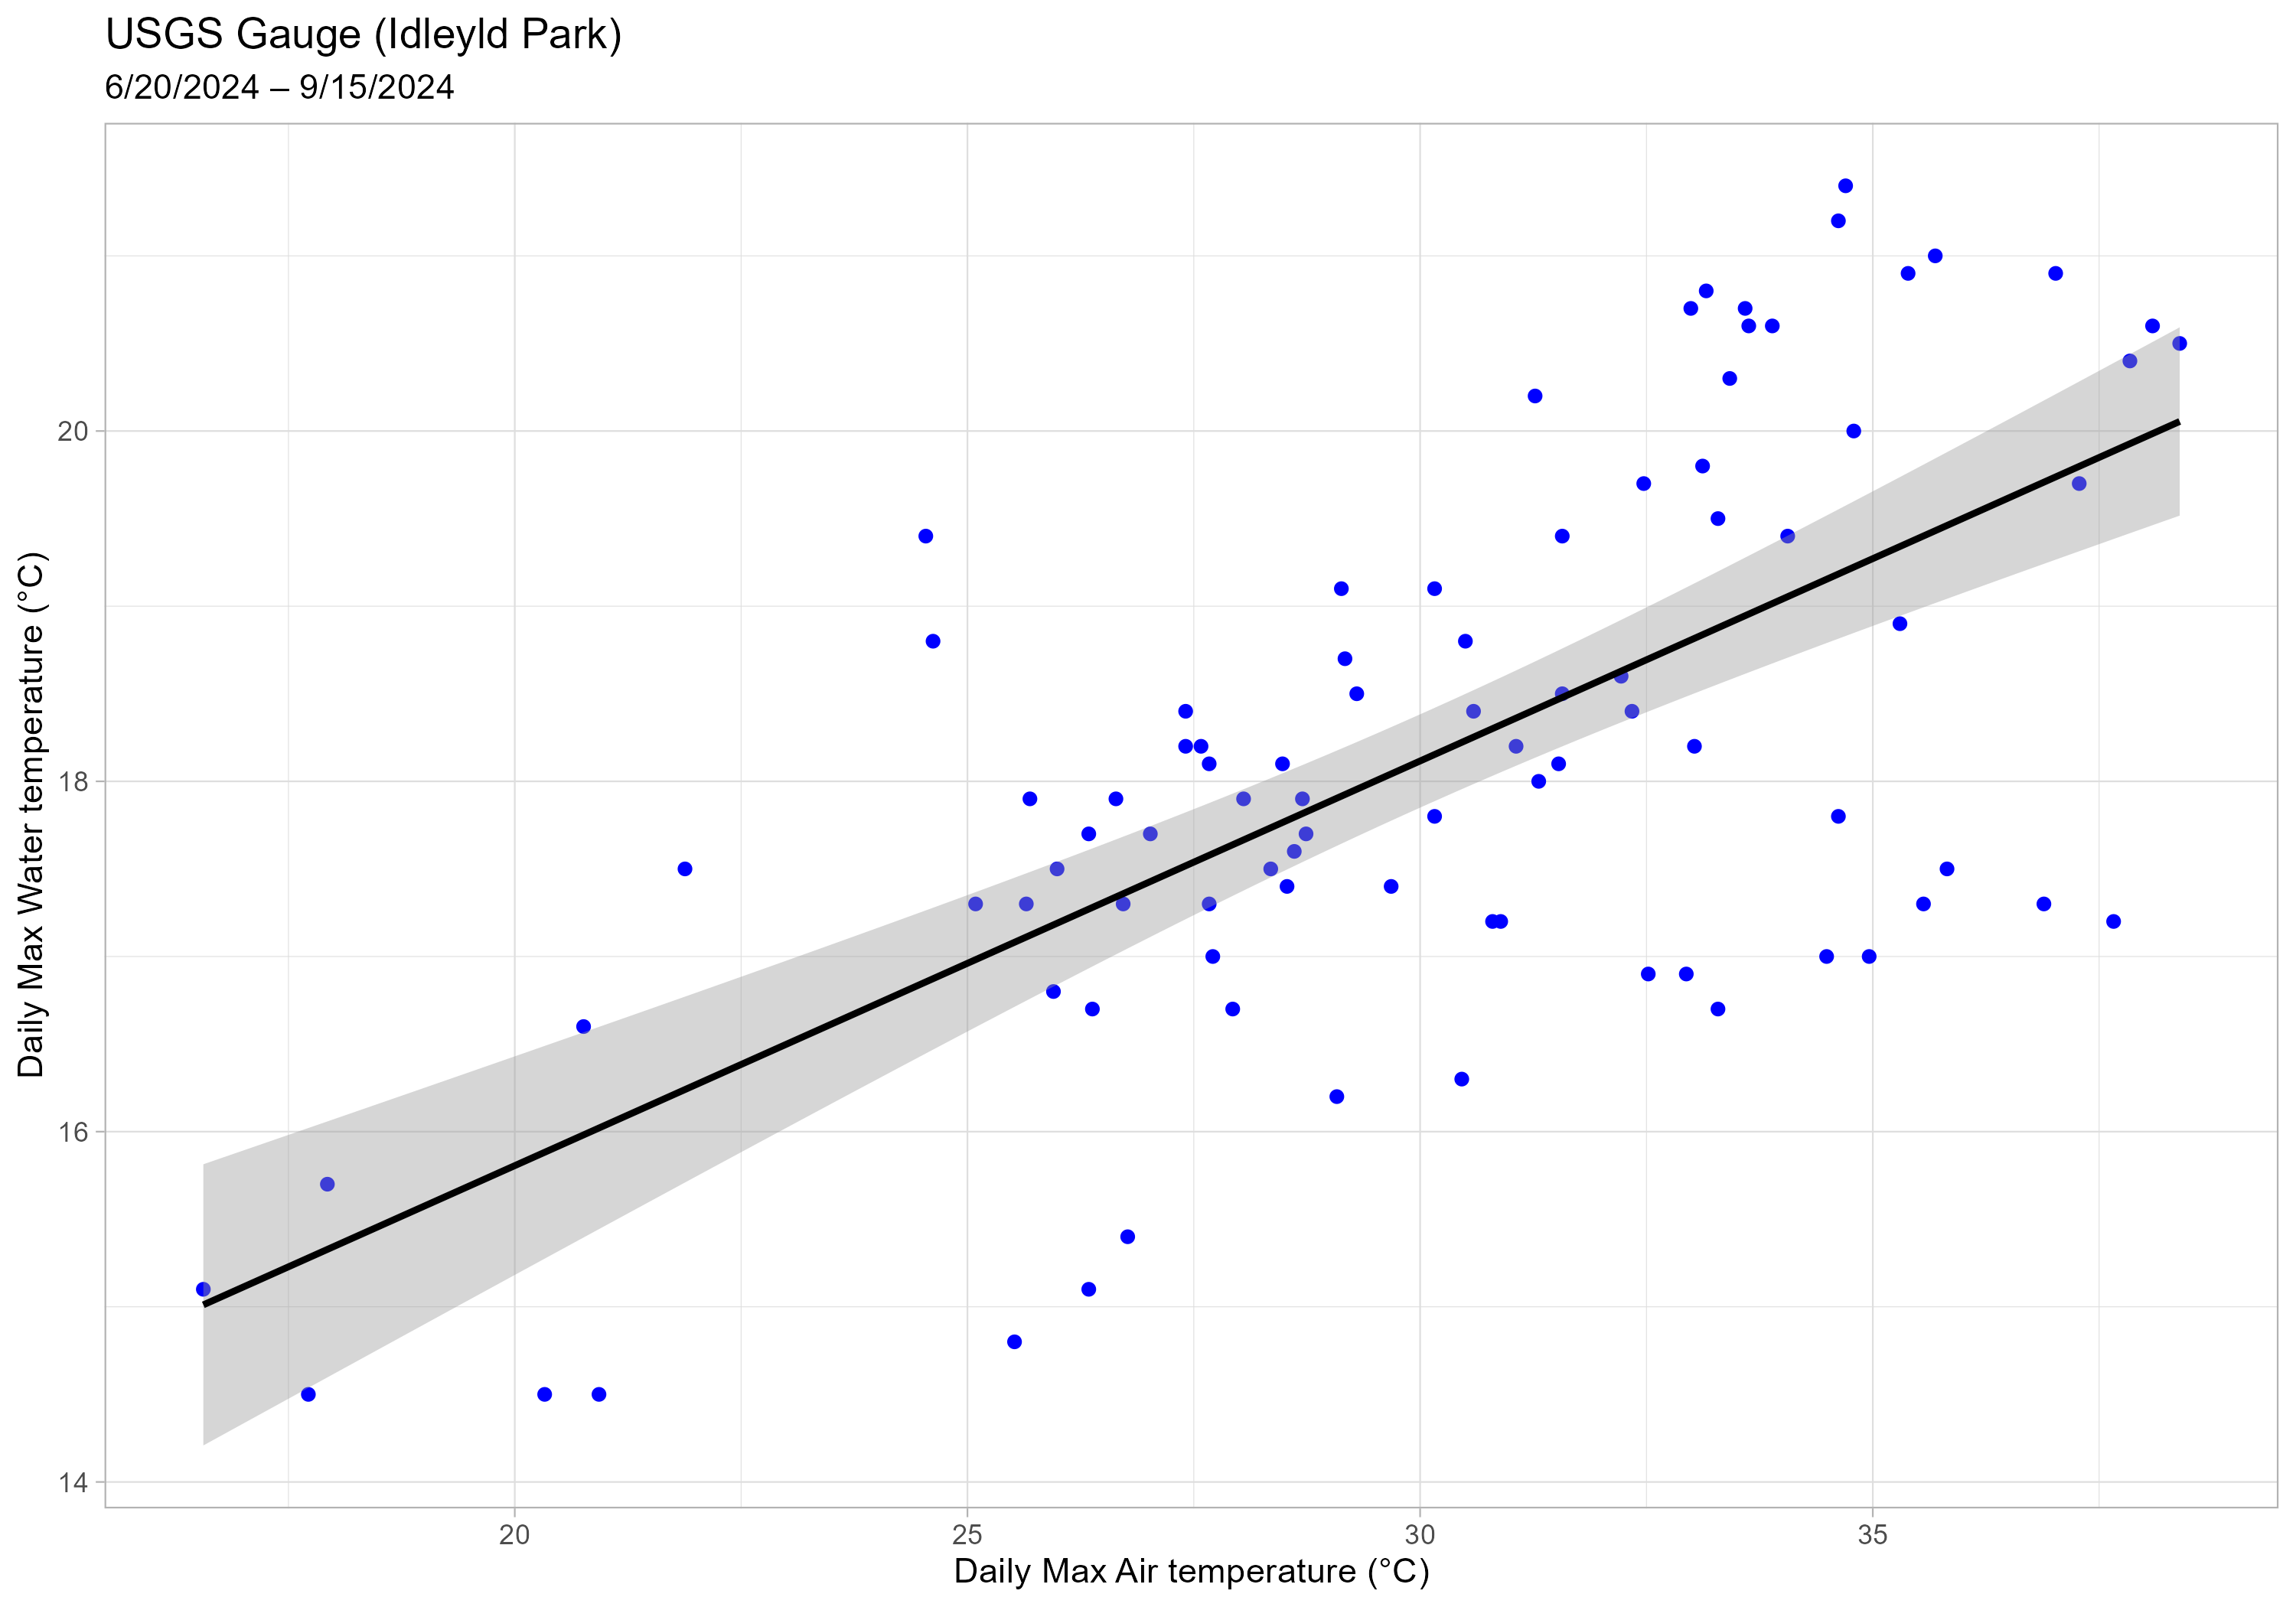 USGS Gauge (Idleyld Park)
6/20/2024 – 9/15/2024
Daily Max Water temperature (°C)
20
18
16
14
20
25
30
35
Daily Max Air temperature (°C)